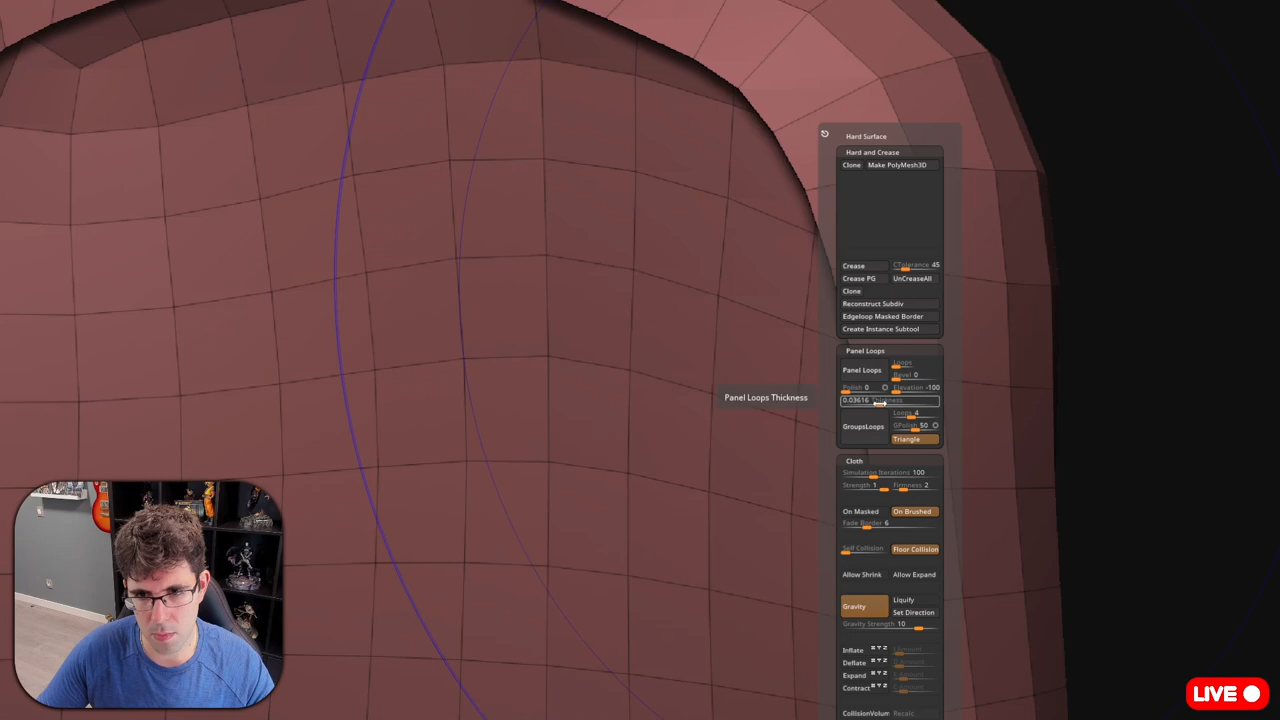 Hard Surface
Hard and Crease
Clone Make PolyMesh3D
Crease CTolerance 45
Crease PG UnCreaseAll
Clone
Reconstruct Subdiv
Edgeloop Masked Border
Create Instance Subtool
Panel Loops
Loops
Panel Loops
Bevel 0
Polish 0 Elevation -100
Panel Loops Thickness
0.03616 Thickness
Loops 4
GroupsLoops
GPolish 50
Triangle
Cloth
Simulation Iterations 100
Strength 1 Firmness 2
On Masked On Brushed
Fade Border 6
Self Collision Floor Collision
Allow Shrink Allow Expand
Liquify
Gravity
Set Direction
Gravity Strength 10
Inflate
Deflate
Expand
Contract
CollisionVolum Recalc
LIVE